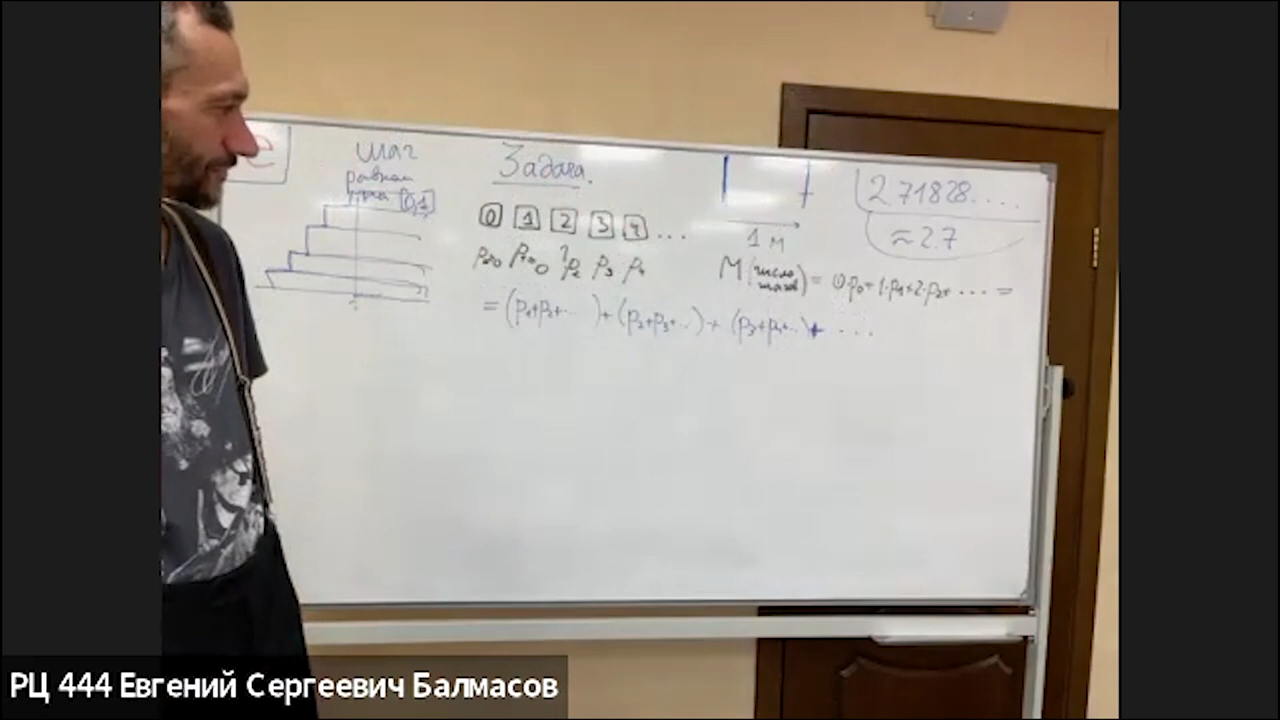 e
шаг
равном
[0,1]
Задача.
0 1 2 3 4 ...
p₀=0 p₁=0 ? p₂ p₃ p₄
1 м
2.71828....
≈2.7
M(число шагов) = 0·p₀+1·p₁+2·p₂+ ... =
= (p₁+p₂+... ) + (p₂+p₃+...) + (p₃+p₄+...) + ...
РЦ 444 Евгений Сергеевич Балмасов